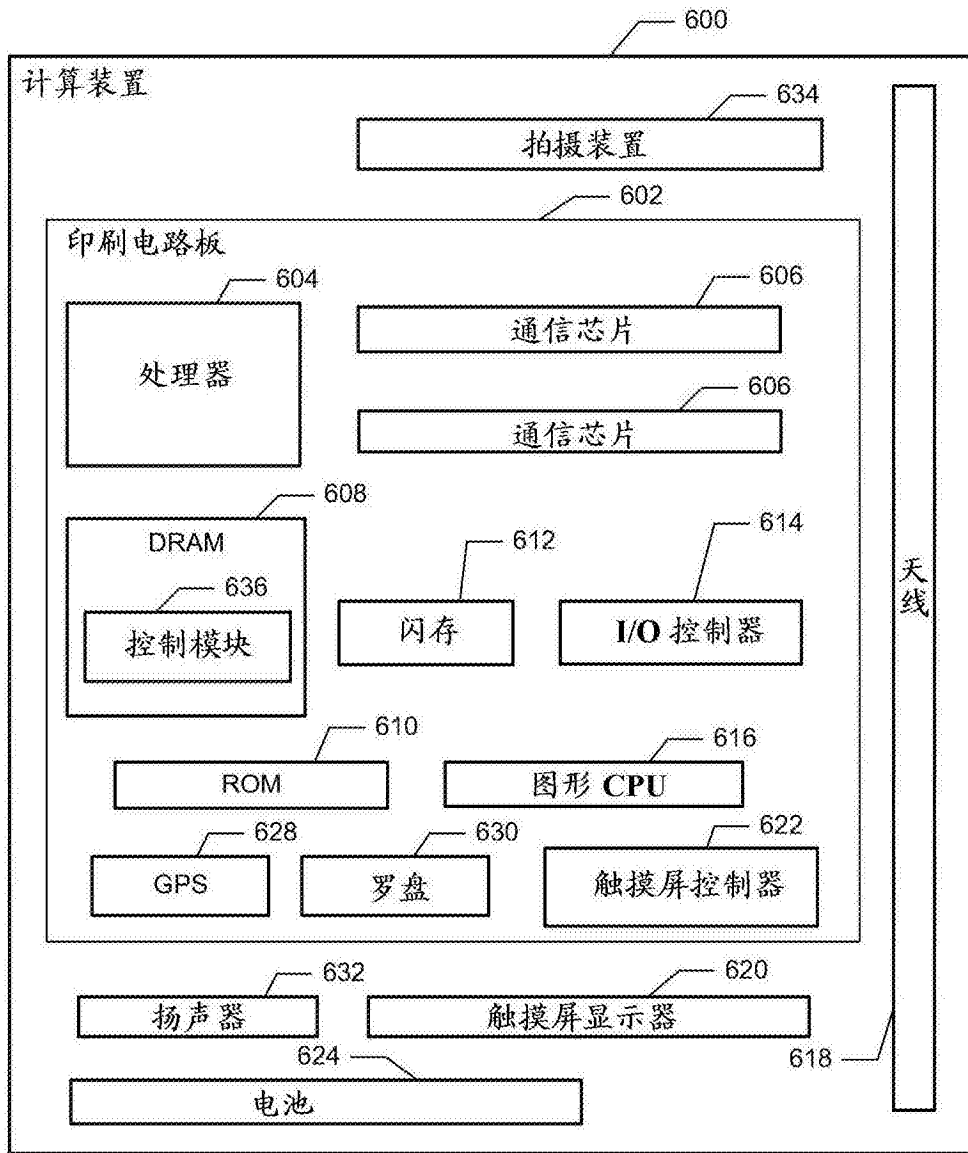 600
计算装置
634
拍摄装置
602
印刷电路板
604
处理器
606
通信芯片
606
通信芯片
608
DRAM
636
控制模块
612
闪存
614
I/O 控制器
天线
610
ROM
616
图形 CPU
628
GPS
630
罗盘
622
触摸屏控制器
632
扬声器
620
触摸屏显示器
618
624
电池